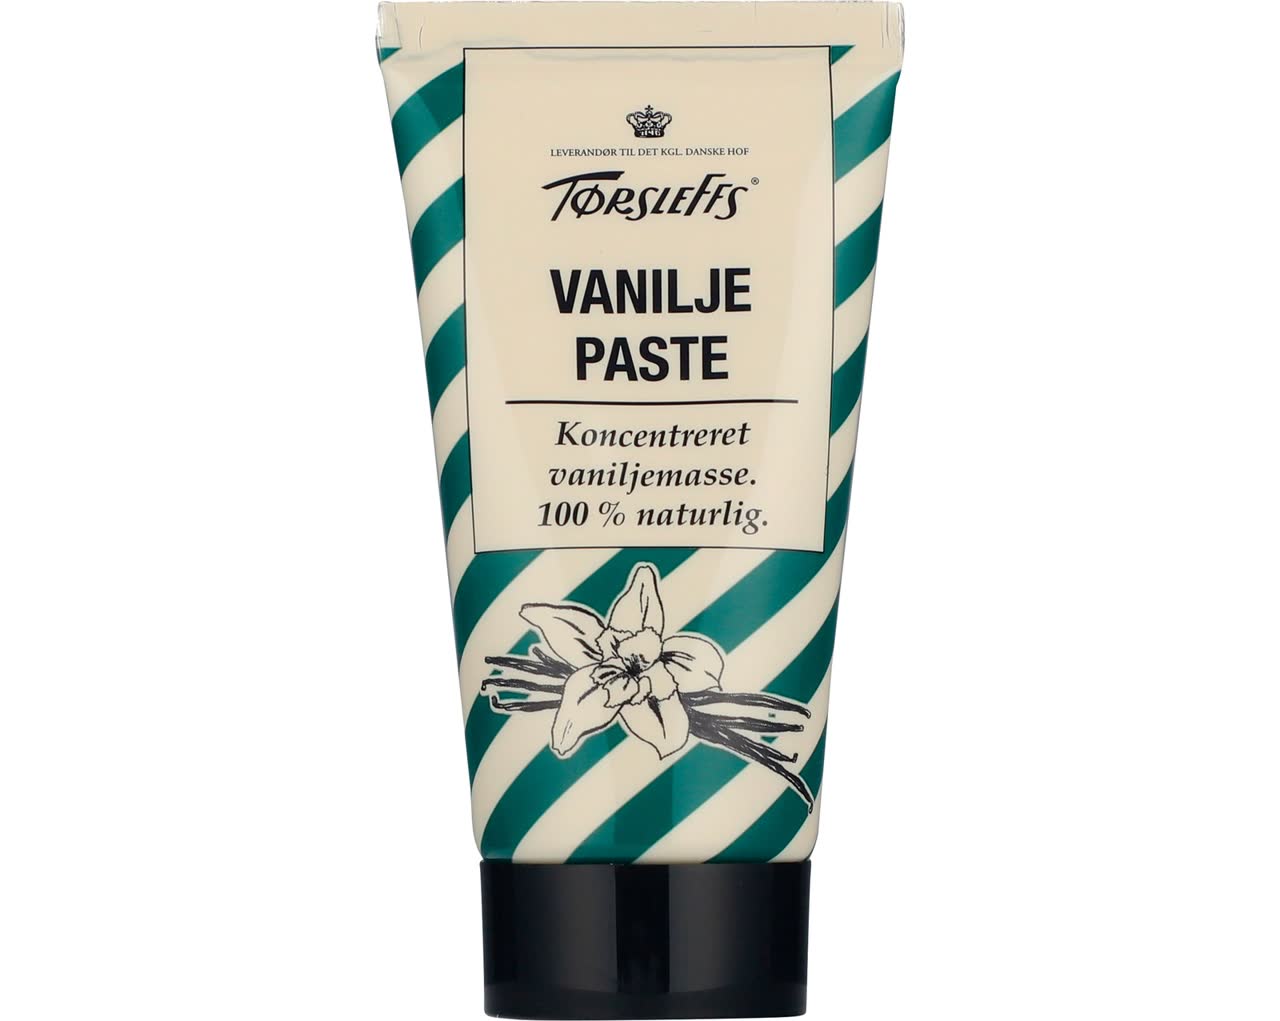 LEVERANDØR TIL DET KGL. DANSKE HOF
TØRSLEFFS®
VANILJE
PASTE
Koncentreret
vaniljemasse.
100 % naturlig.